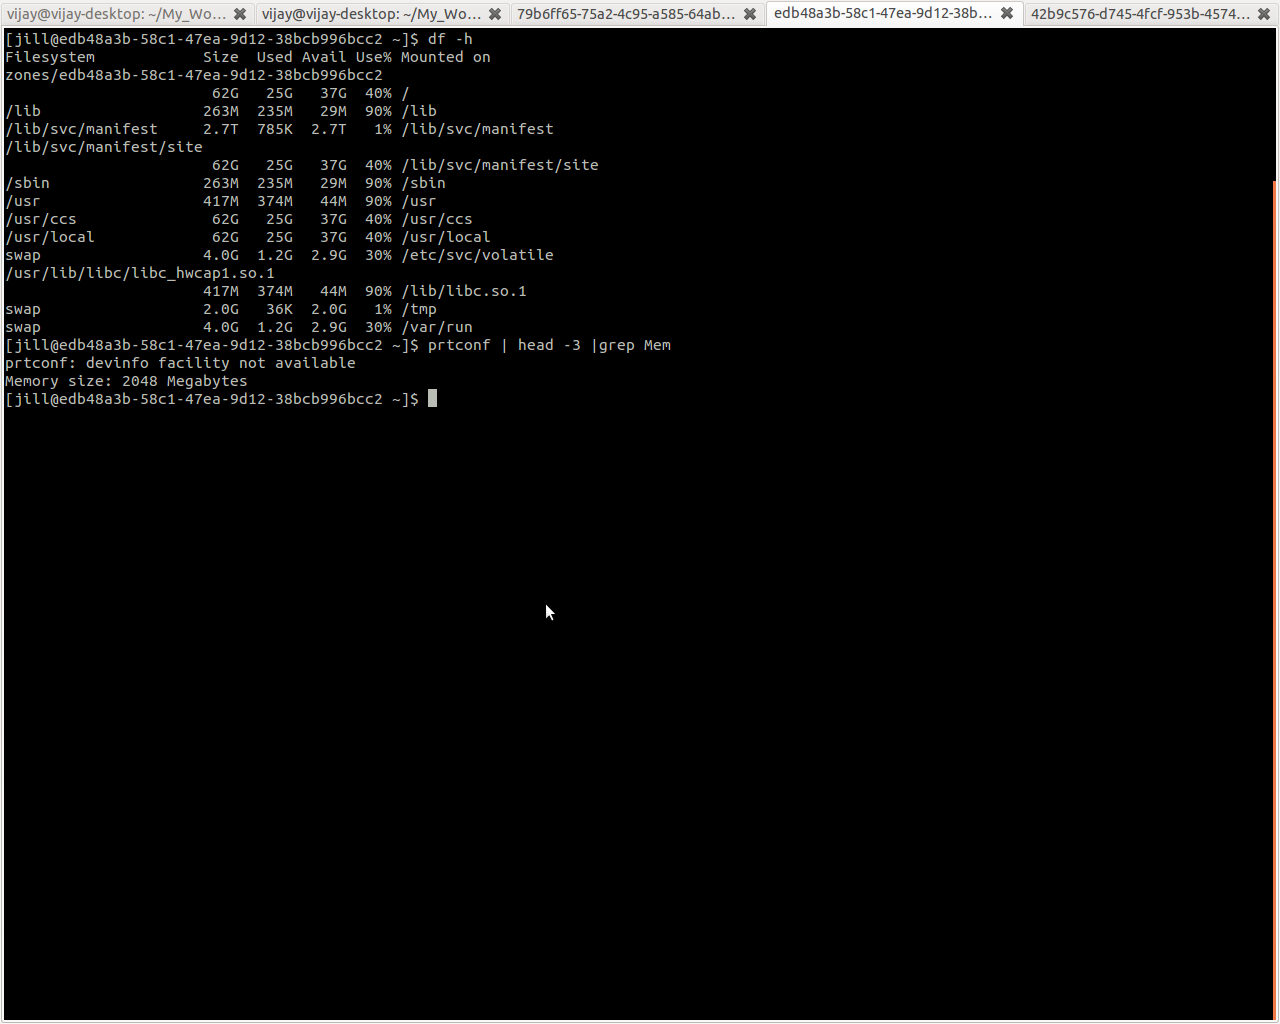 vijay@vijay-desktop: ~/My_Wo... vijay@vijay-desktop: ~/My_Wo... 79b6ff65-75a2-4c95-a585-64ab... edb48a3b-58c1-47ea-9d12-38b... 42b9c576-d745-4fcf-953b-4574...
[jill@edb48a3b-58c1-47ea-9d12-38bcb996bcc2 ~]$ df -h
Filesystem            Size  Used Avail Use% Mounted on
zones/edb48a3b-58c1-47ea-9d12-38bcb996bcc2
                       62G   25G   37G  40% /
/lib                  263M  235M   29M  90% /lib
/lib/svc/manifest     2.7T  785K  2.7T   1% /lib/svc/manifest
/lib/svc/manifest/site
                       62G   25G   37G  40% /lib/svc/manifest/site
/sbin                 263M  235M   29M  90% /sbin
/usr                  417M  374M   44M  90% /usr
/usr/ccs               62G   25G   37G  40% /usr/ccs
/usr/local             62G   25G   37G  40% /usr/local
swap                  4.0G  1.2G  2.9G  30% /etc/svc/volatile
/usr/lib/libc/libc_hwcap1.so.1
                      417M  374M   44M  90% /lib/libc.so.1
swap                  2.0G   36K  2.0G   1% /tmp
swap                  4.0G  1.2G  2.9G  30% /var/run
[jill@edb48a3b-58c1-47ea-9d12-38bcb996bcc2 ~]$ prtconf | head -3 |grep Mem
prtconf: devinfo facility not available
Memory size: 2048 Megabytes
[jill@edb48a3b-58c1-47ea-9d12-38bcb996bcc2 ~]$